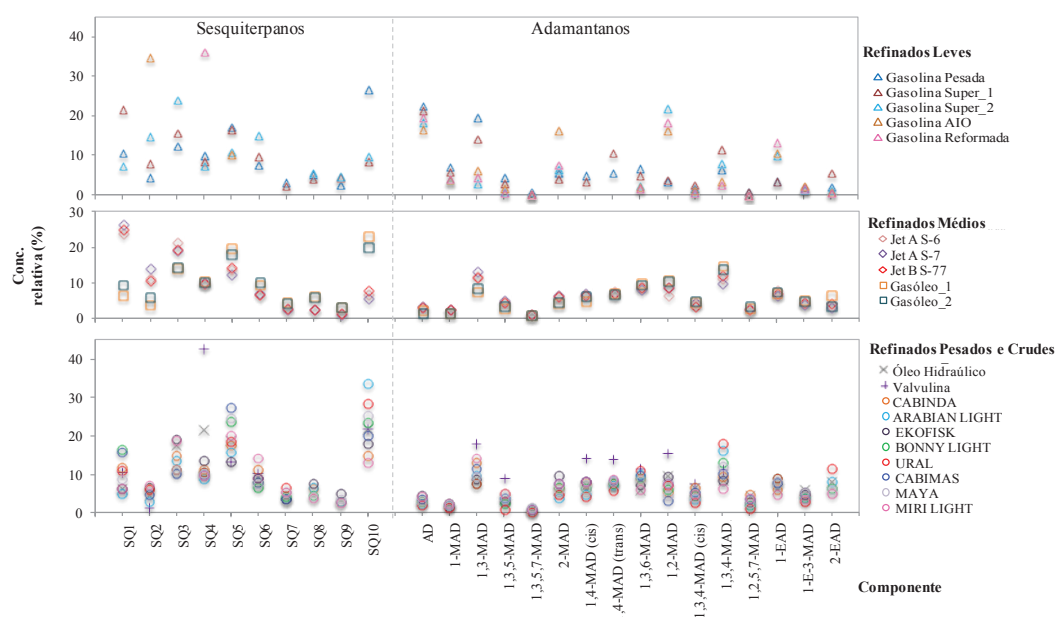 Sesquiterpanos
Adamantanos
40
30
20
10
0
Refinados Leves
Gasolina Pesada
Gasolina Super_1
Gasolina Super_2
Gasolina AIO
Gasolina Reformada
Conc.
relativa (%)
30
20
10
0
Refinados Médios
Jet A S-6
Jet A S-7
Jet B S-77
Gasóleo_1
Gasóleo_2
40
30
20
10
0
Refinados Pesados e Crudes
Óleo Hidraúlico
Valvulina
CABINDA
ARABIAN LIGHT
EKOFISK
BONNY LIGHT
URAL
CABIMAS
MAYA
MIRI LIGHT
SQ1
SQ2
SQ3
SQ4
SQ5
SQ6
SQ7
SQ8
SQ9
SQ10
AD
1-MAD
1,3-MAD
1,3,5-MAD
1,3,5,7-MAD
2-MAD
1,4-MAD (cis)
,4-MAD (trans)
1,3,6-MAD
1,2-MAD
1,3,4-MAD (cis)
1,3,4-MAD
1,2,5,7-MAD
1-EAD
1-E-3-MAD
2-EAD
Componente